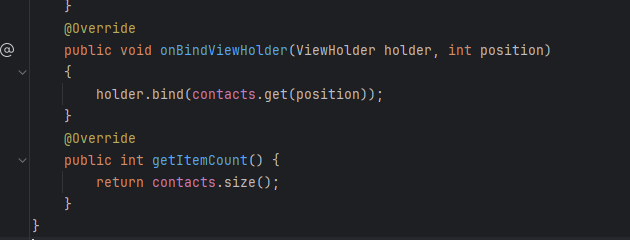 }
    @Override
@   public void onBindViewHolder(ViewHolder holder, int position)
    {
        holder.bind(contacts.get(position));
    }
    @Override
    public int getItemCount() {
        return contacts.size();
    }
}